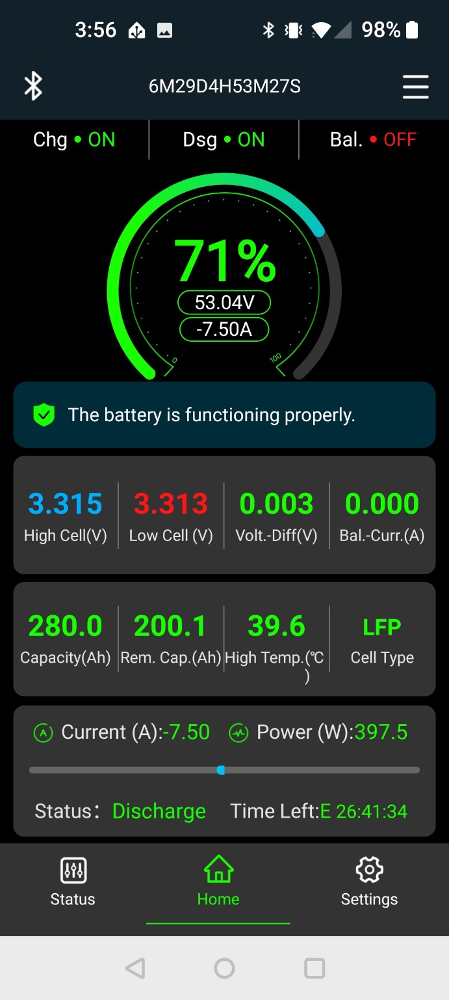 3:56 98%
6M29D4H53M27S
Chg • ON Dsg • ON Bal. • OFF
71%
53.04V
-7.50A
0 100
The battery is functioning properly.
3.315 3.313 0.003 0.000
High Cell(V) Low Cell (V) Volt.-Diff(V) Bal.-Curr.(A)
280.0 200.1 39.6 LFP
Capacity(Ah) Rem. Cap.(Ah) High Temp.(℃ Cell Type
)
Current (A):-7.50 Power (W):397.5
Status： Discharge Time Left:E 26:41:34
Status Home Settings